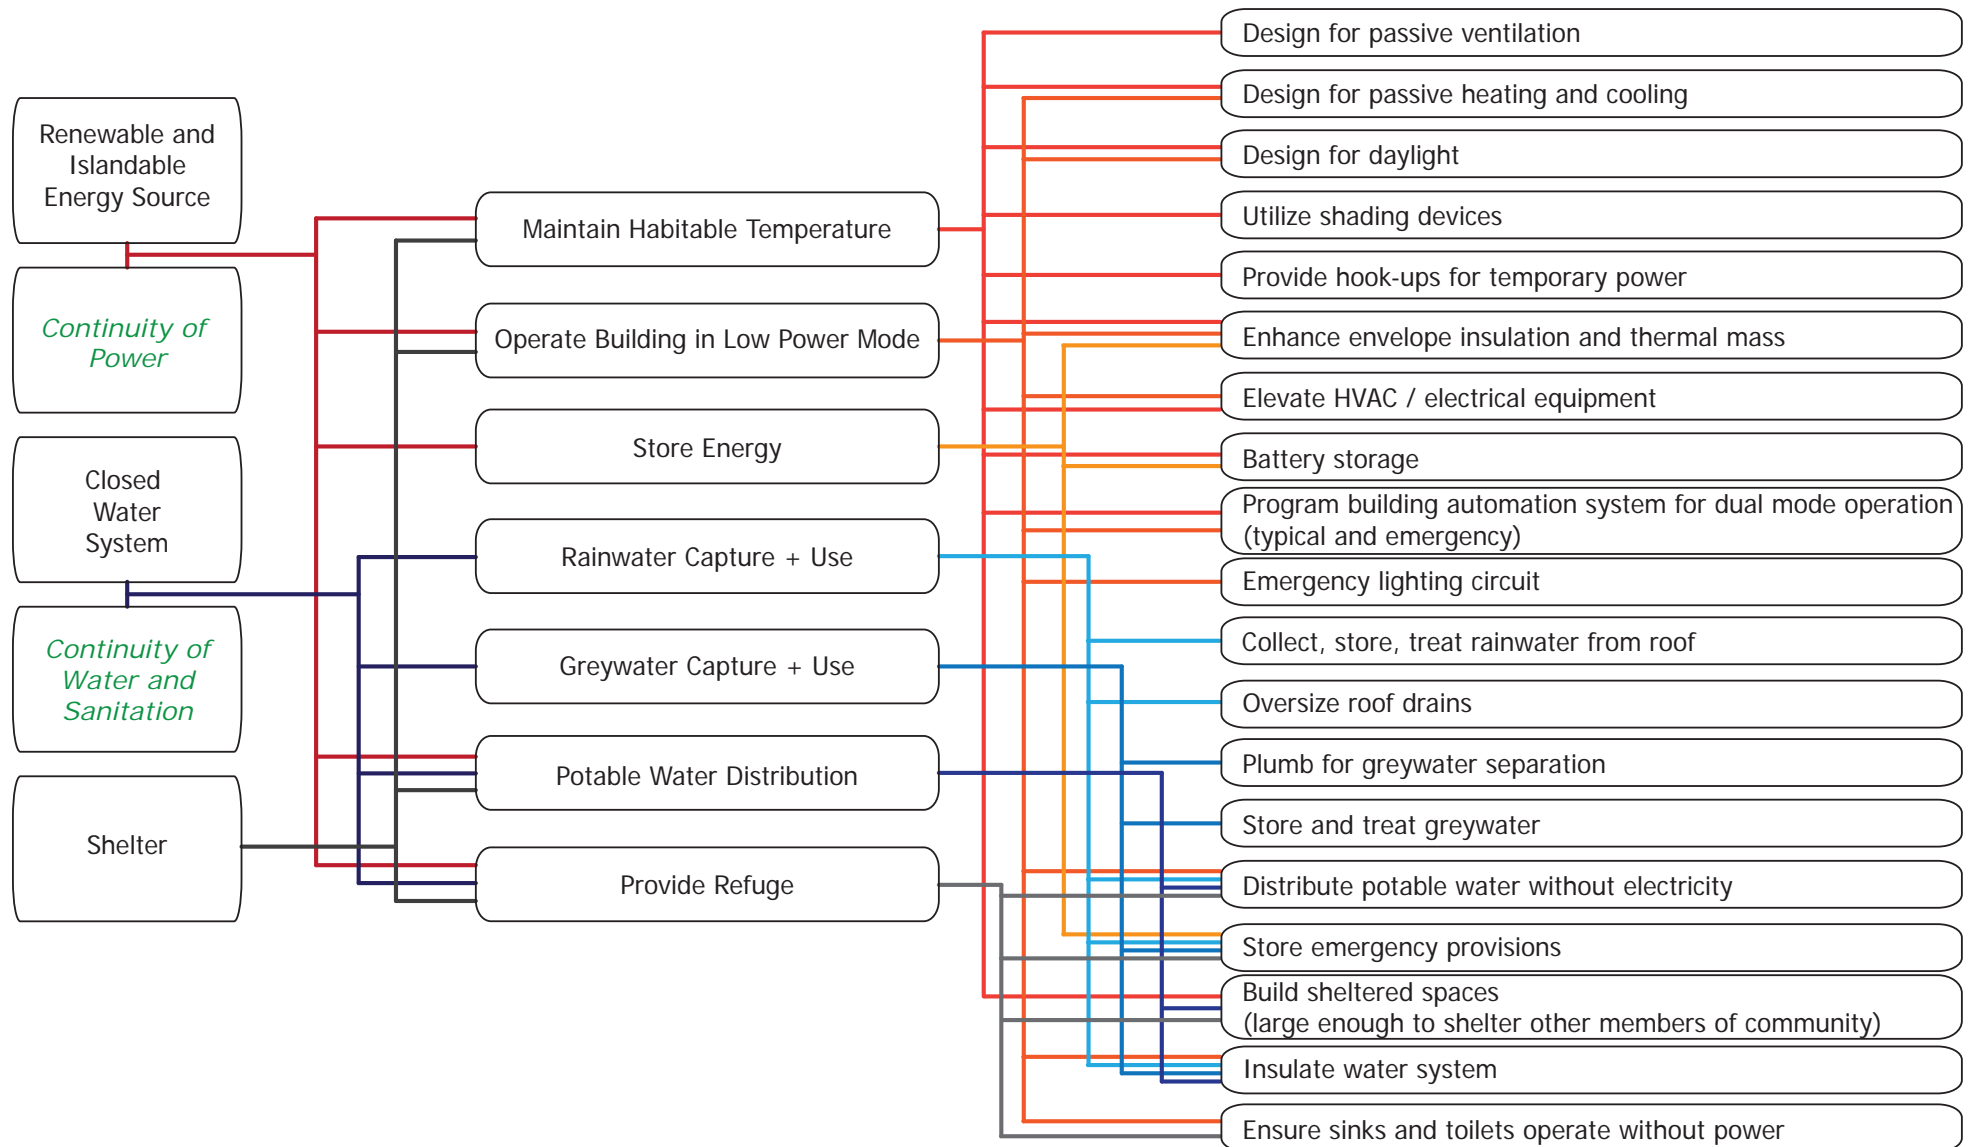 Renewable and
Islandable
Energy Source
Continuity of
Power
Closed
Water
System
Continuity of
Water and
Sanitation
Shelter
Maintain Habitable Temperature
Operate Building in Low Power Mode
Store Energy
Rainwater Capture + Use
Greywater Capture + Use
Potable Water Distribution
Provide Refuge
Design for passive ventilation
Design for passive heating and cooling
Design for daylight
Utilize shading devices
Provide hook-ups for temporary power
Enhance envelope insulation and thermal mass
Elevate HVAC / electrical equipment
Battery storage
Program building automation system for dual mode operation
(typical and emergency)
Emergency lighting circuit
Collect, store, treat rainwater from roof
Oversize roof drains
Plumb for greywater separation
Store and treat greywater
Distribute potable water without electricity
Store emergency provisions
Build sheltered spaces
(large enough to shelter other members of community)
Insulate water system
Ensure sinks and toilets operate without power